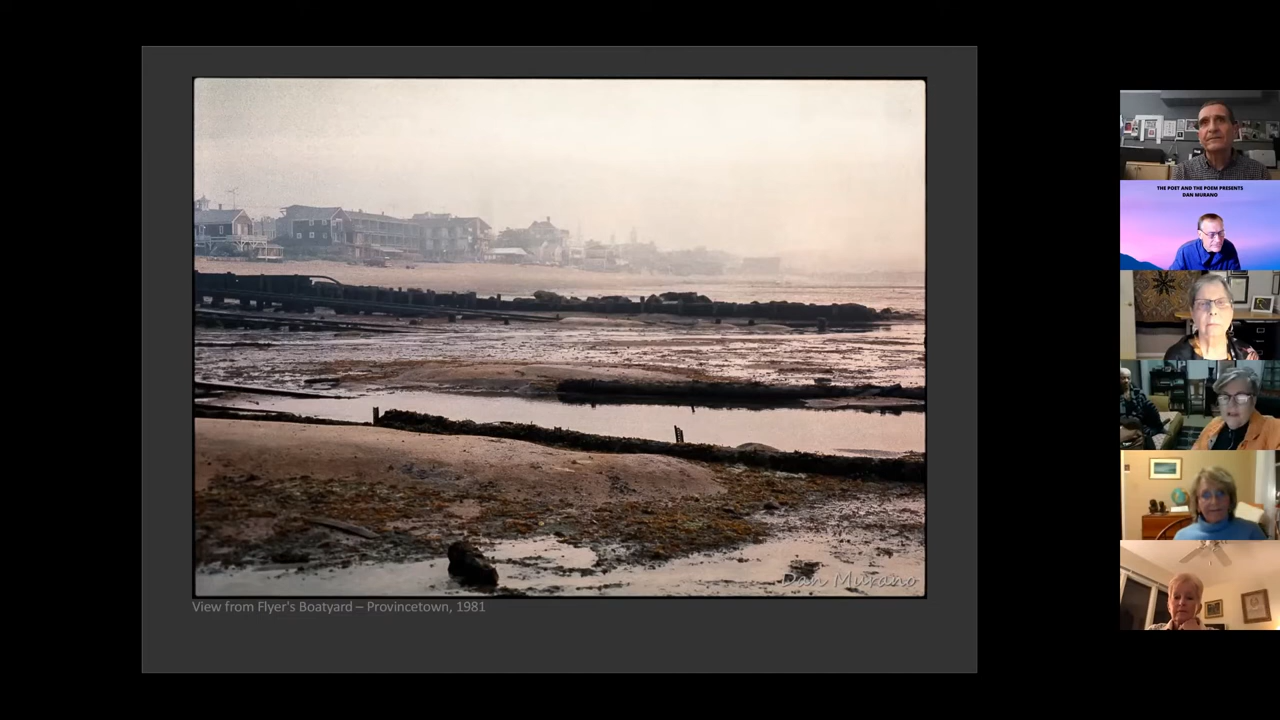 THE POET AND THE POEM PRESENTS
DAN MURANO
Dan Murano
View from Flyer's Boatyard – Provincetown, 1981